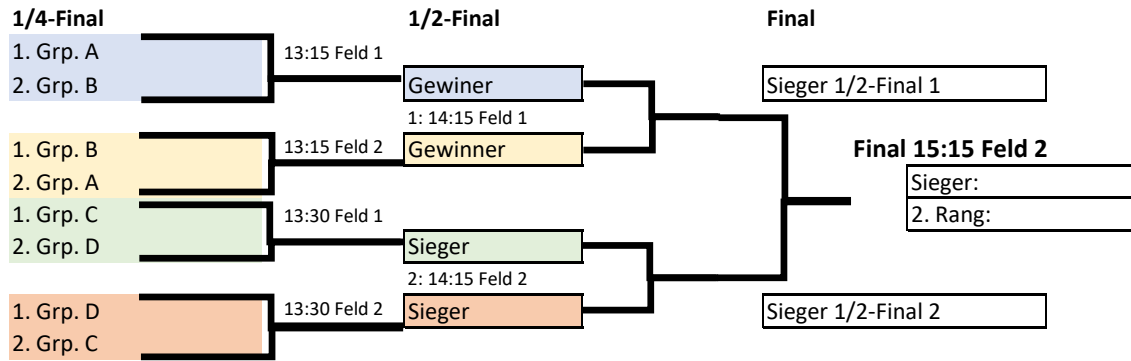 1/4-Final 1/2-Final Final
1. Grp. A
13:15 Feld 1
2. Grp. B Gewiner Sieger 1/2-Final 1
1: 14:15 Feld 1
1. Grp. B 13:15 Feld 2 Gewinner Final 15:15 Feld 2
2. Grp. A Sieger:
1. Grp. C 13:30 Feld 1 2. Rang:
2. Grp. D Sieger
2: 14:15 Feld 2
1. Grp. D 13:30 Feld 2 Sieger Sieger 1/2-Final 2
2. Grp. C